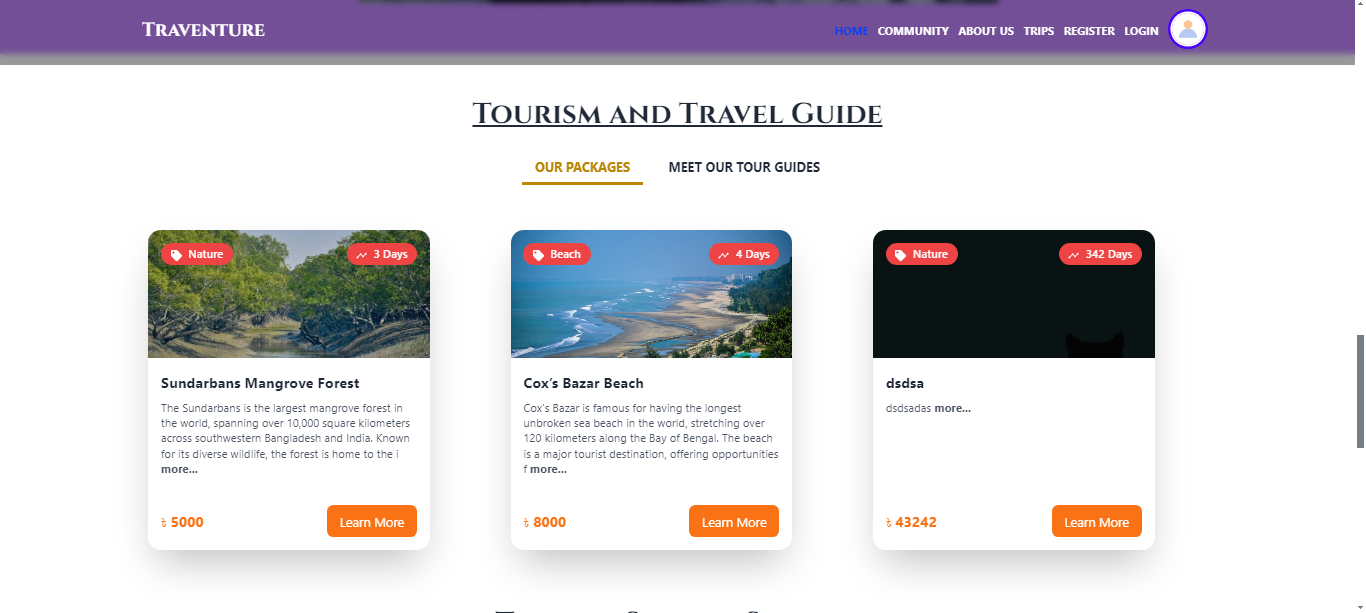 Traventure
HOME COMMUNITY ABOUT US TRIPS REGISTER LOGIN
Tourism and Travel Guide
OUR PACKAGES
MEET OUR TOUR GUIDES
Nature
3 Days
Sundarbans Mangrove Forest
The Sundarbans is the largest mangrove forest in
the world, spanning over 10,000 square kilometers
across southwestern Bangladesh and India. Known
for its diverse wildlife, the forest is home to the i
more...
৳ 5000
Learn More
Beach
4 Days
Cox's Bazar Beach
Cox's Bazar is famous for having the longest
unbroken sea beach in the world, stretching over
120 kilometers along the Bay of Bengal. The beach
is a major tourist destination, offering opportunities
f more...
৳ 8000
Learn More
Nature
342 Days
dsdsa
dsdsadas more...
৳ 43242
Learn More